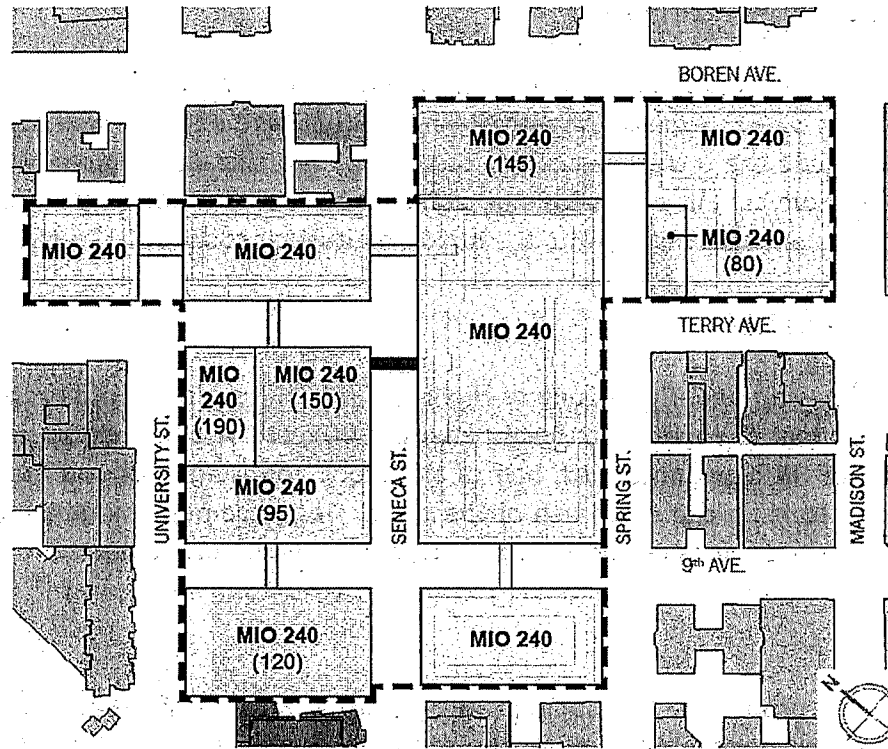 BOREN AVE.
MIO 240
(145)
MIO 240
MIO 240
MIO 240
MIO 240
(80)
MIO 240
TERRY AVE.
MIO
240
(190)
MIO 240
(150)
UNIVERSITY ST.
SENECA ST.
SPRING ST.
MADISON ST.
MIO 240
(95)
9th AVE.
MIO 240
(120)
MIO 240
N